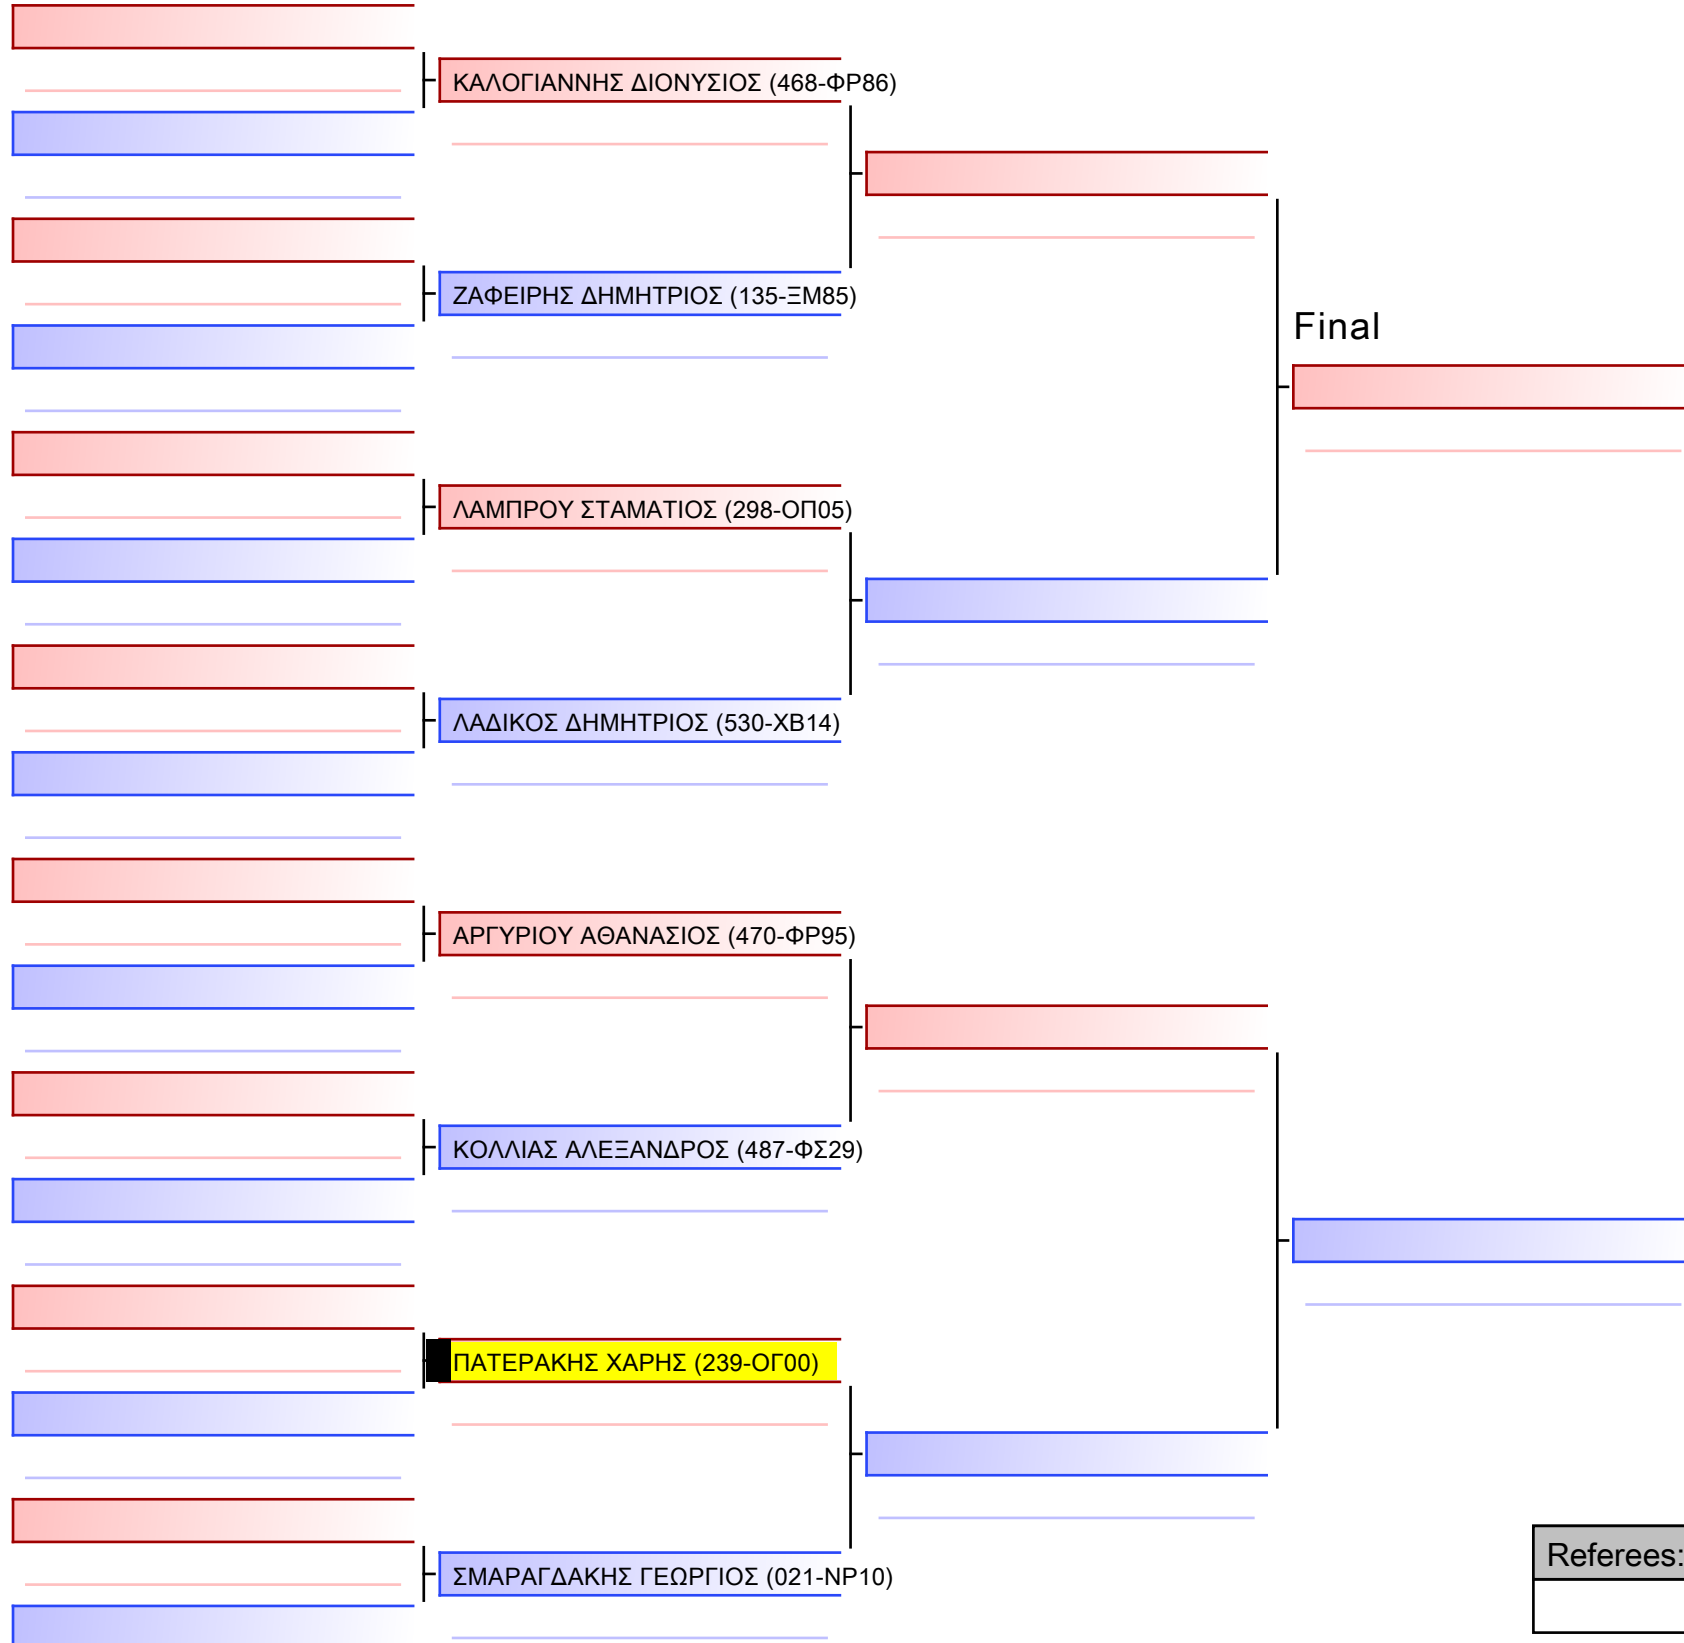 ΚΑΛΟΓΙΑΝΝΗΣ ΔΙΟΝΥΣΙΟΣ (468-ΦΡ86)
ΖΑΦΕΙΡΗΣ ΔΗΜΗΤΡΙΟΣ (135-ΞΜ85)
Final
ΛΑΜΠΡΟΥ ΣΤΑΜΑΤΙΟΣ (298-ΟΠ05)
ΛΑΔΙΚΟΣ ΔΗΜΗΤΡΙΟΣ (530-ΧΒ14)
ΑΡΓΥΡΙΟΥ ΑΘΑΝΑΣΙΟΣ (470-ΦΡ95)
ΚΟΛΛΙΑΣ ΑΛΕΞΑΝΔΡΟΣ (487-ΦΣ29)
ΠΑΤΕΡΑΚΗΣ ΧΑΡΗΣ (239-ΟΓ00)
ΣΜΑΡΑΓΔΑΚΗΣ ΓΕΩΡΓΙΟΣ (021-ΝΡ10)
Referees: